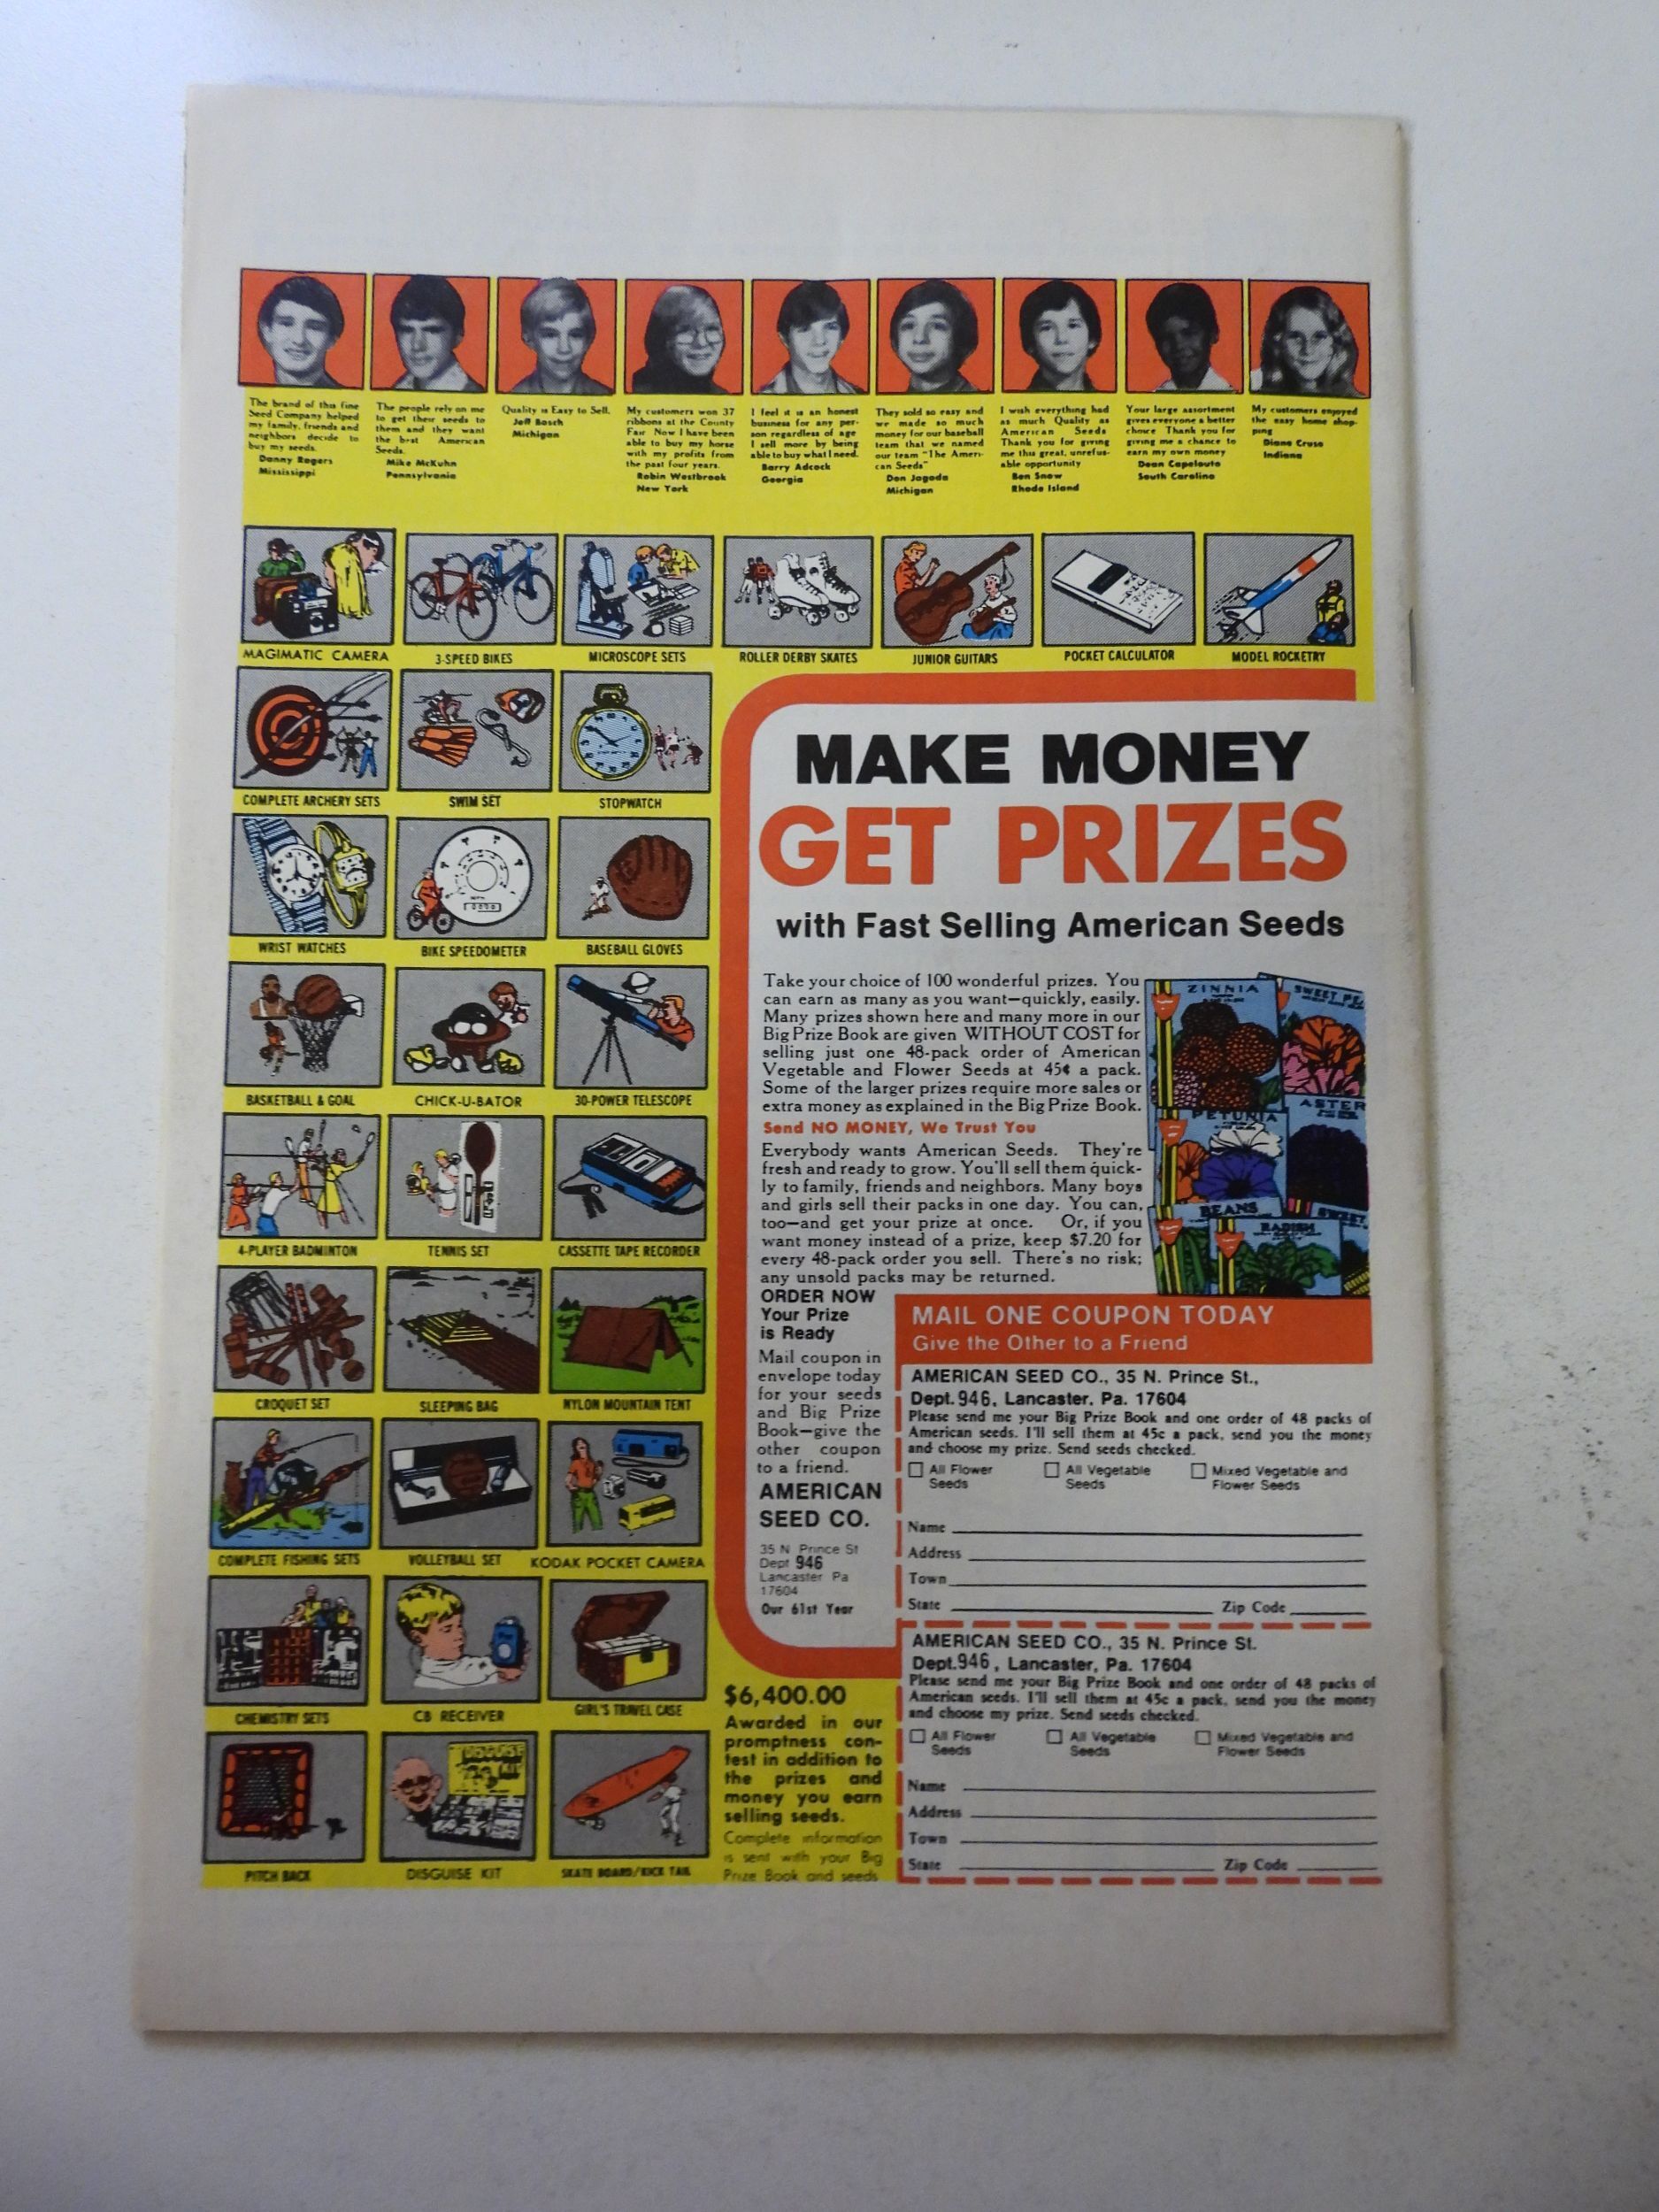 The brand of this fine
Seed Company helped
my family, friends and
neighbors decide to
buy my seeds.
Danny Rogers
Mississippi
The people rely on me
to get their seeds to
them and they want
the best American
Seeds.
Mike McKuhn
Pennsylvania
Quality is Easy to Sell.
Jeff Bosch
Michigan
My customers won 37
ribbons at the County
Fair Now I have been
able to buy my horse
with my profits from
the past four years.
Robin Westbrook
New York
I feel it is an honest
business for any per-
son regardless of age
I sell more by being
able to buy what I need.
Barry Adcock
Georgia
They sold so easy and
we made so much
money for our baseball
team that we named
our team "The Ameri-
can Seeds"
Don Jagoda
Michigan
I wish everything had
as much Quality as
American Seeds
Thank you for giving
me this great, unrefus-
able opportunity
Ben Snow
Rhode Island
Your large assortment
gives everyone a better
choice Thank you for
giving me a chance to
earn my own money
Dean Capelouto
South Carolina
My customers enjoyed
the easy home shop-
ping
Diane Cruse
Indiana
MAGIMATIC CAMERA
3-SPEED BIKES
MICROSCOPE SETS
ROLLER DERBY SKATES
JUNIOR GUITARS
POCKET CALCULATOR
MODEL ROCKETRY
COMPLETE ARCHERY SETS
SWIM SET
STOPWATCH
WRIST WATCHES
BIKE SPEEDOMETER
BASEBALL GLOVES
BASKETBALL & GOAL
CHICK-U-BATOR
30-POWER TELESCOPE
4-PLAYER BADMINTON
TENNIS SET
CASSETTE TAPE RECORDER
CROQUET SET
SLEEPING BAG
NYLON MOUNTAIN TENT
COMPLETE FISHING SETS
VOLLEYBALL SET
KODAK POCKET CAMERA
CHEMISTRY SETS
CB RECEIVER
GIRL'S TRAVEL CASE
PITCH BACK
DISGUISE KIT
SKATE BOARD/KICK TAIL
MAKE MONEY
GET PRIZES
with Fast Selling American Seeds
Take your choice of 100 wonderful prizes. You
can earn as many as you want—quickly, easily.
Many prizes shown here and many more in our
Big Prize Book are given WITHOUT COST for
selling just one 48-pack order of American
Vegetable and Flower Seeds at 45¢ a pack.
Some of the larger prizes require more sales or
extra money as explained in the Big Prize Book.
Send NO MONEY, We Trust You
Everybody wants American Seeds. They're
fresh and ready to grow. You'll sell them quick-
ly to family, friends and neighbors. Many boys
and girls sell their packs in one day. You can,
too—and get your prize at once. Or, if you
want money instead of a prize, keep $7.20 for
every 48-pack order you sell. There's no risk;
any unsold packs may be returned.
ZINNIA
SWEET PE
PETUNIA
ASTER
BEANS
RADISH
SWEET
ORDER NOW
Your Prize
is Ready
Mail coupon in
envelope today
for your seeds
and Big Prize
Book—give the
other coupon
to a friend.
AMERICAN
SEED CO.
35 N Prince St
Dept 946
Lancaster Pa
17604
Our 61st Year
$6,400.00
Awarded in our
promptness con-
test in addition to
the prizes and
money you earn
selling seeds.
Complete information
is sent with your Big
Prize Book and seeds
MAIL ONE COUPON TODAY
Give the Other to a Friend
AMERICAN SEED CO., 35 N. Prince St.,
Dept. 946, Lancaster, Pa. 17604
Please send me your Big Prize Book and one order of 48 packs of
American seeds. I'll sell them at 45c a pack, send you the money
and choose my prize. Send seeds checked.
All Flower Seeds
All Vegetable Seeds
Mixed Vegetable and Flower Seeds
Name
Address
Town
State Zip Code
AMERICAN SEED CO., 35 N. Prince St.
Dept. 946, Lancaster, Pa. 17604
Please send me your Big Prize Book and one order of 48 packs of
American seeds. I'll sell them at 45c a pack, send you the money
and choose my prize. Send seeds checked.
All Flower Seeds
All Vegetable Seeds
Mixed Vegetable and Flower Seeds
Name
Address
Town
State Zip Code